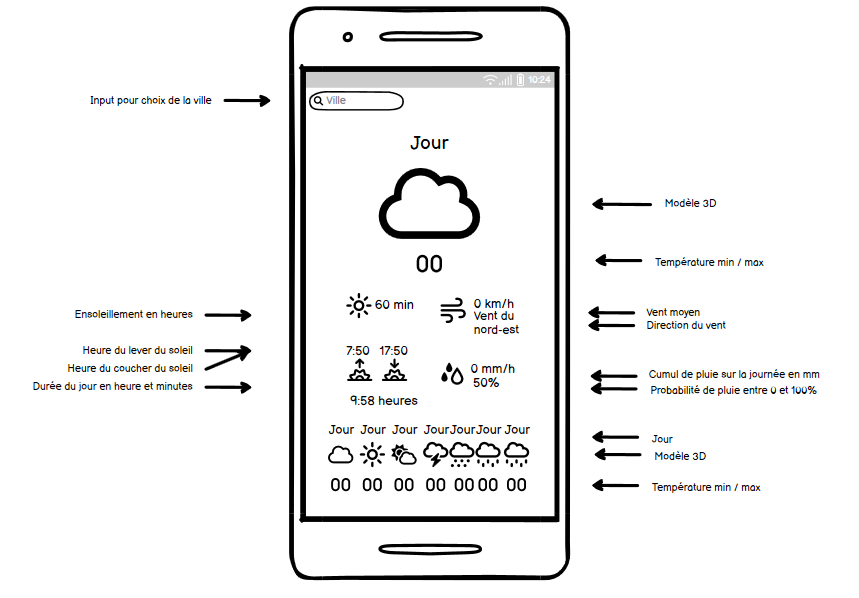 10:24
Input pour choix de la ville
Ville
Jour
Modèle 3D
00
Température min / max
Ensoleillement en heures
60 min
0 km/h
Vent du
nord-est
Vent moyen
Direction du vent
Heure du lever du soleil
Heure du coucher du soleil
Durée du jour en heure et minutes
7:50 17:50
9:58 heures
0 mm/h
50%
Cumul de pluie sur la journée en mm
Probabilité de pluie entre 0 et 100%
Jour Jour Jour Jour Jour Jour Jour
Jour
Modèle 3D
00 00 00 00 00 00 00
Température min / max